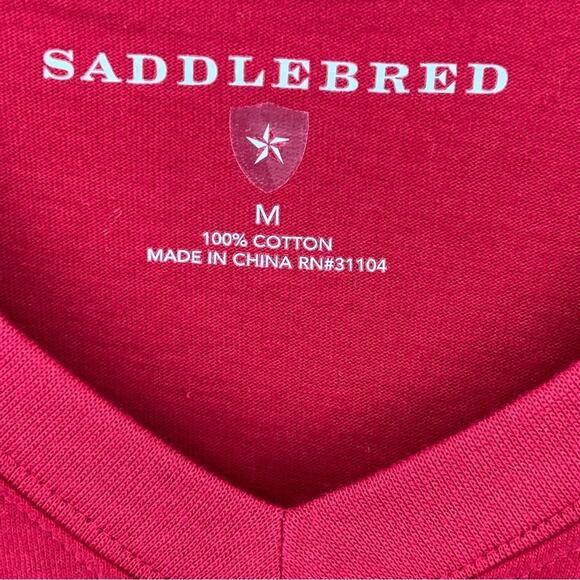 SADDLEBRED
M
100% COTTON
MADE IN CHINA RN#31104